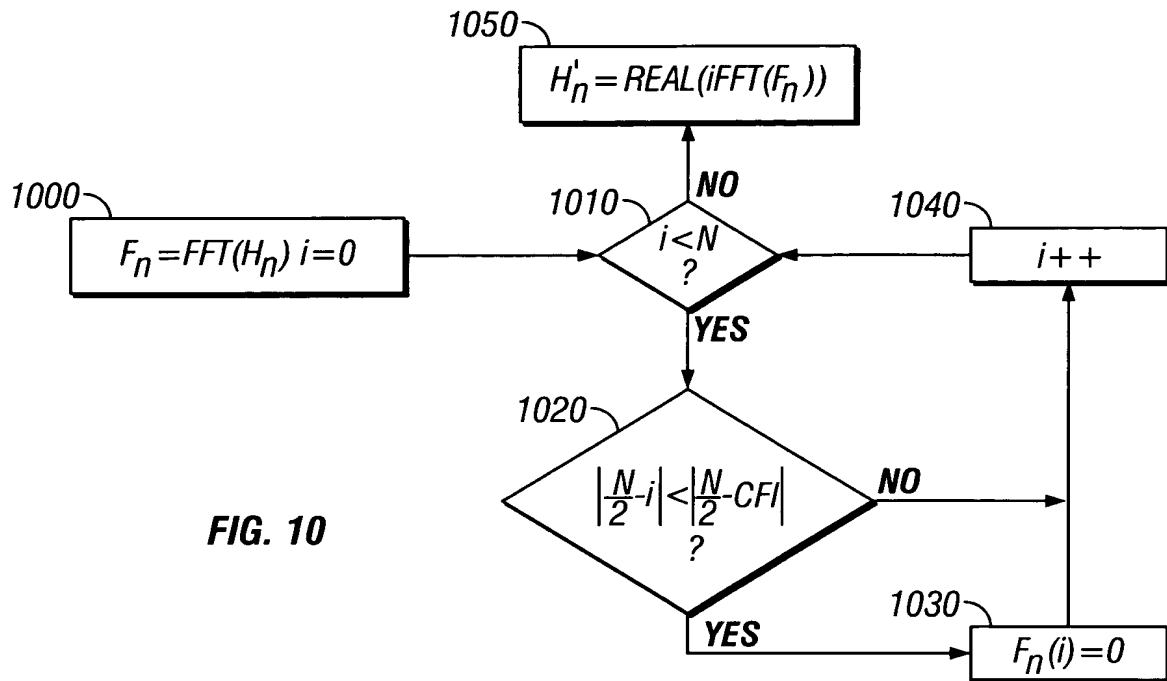 1050
H'n=REAL(iFFT(Fn))
1000
Fn=FFT(Hn) i=0
1010
NO
i<N
?
YES
1040
i++
1020
|N/2-i|<|N/2-CFI|
?
NO
YES
FIG. 10
1030
Fn(i)=0